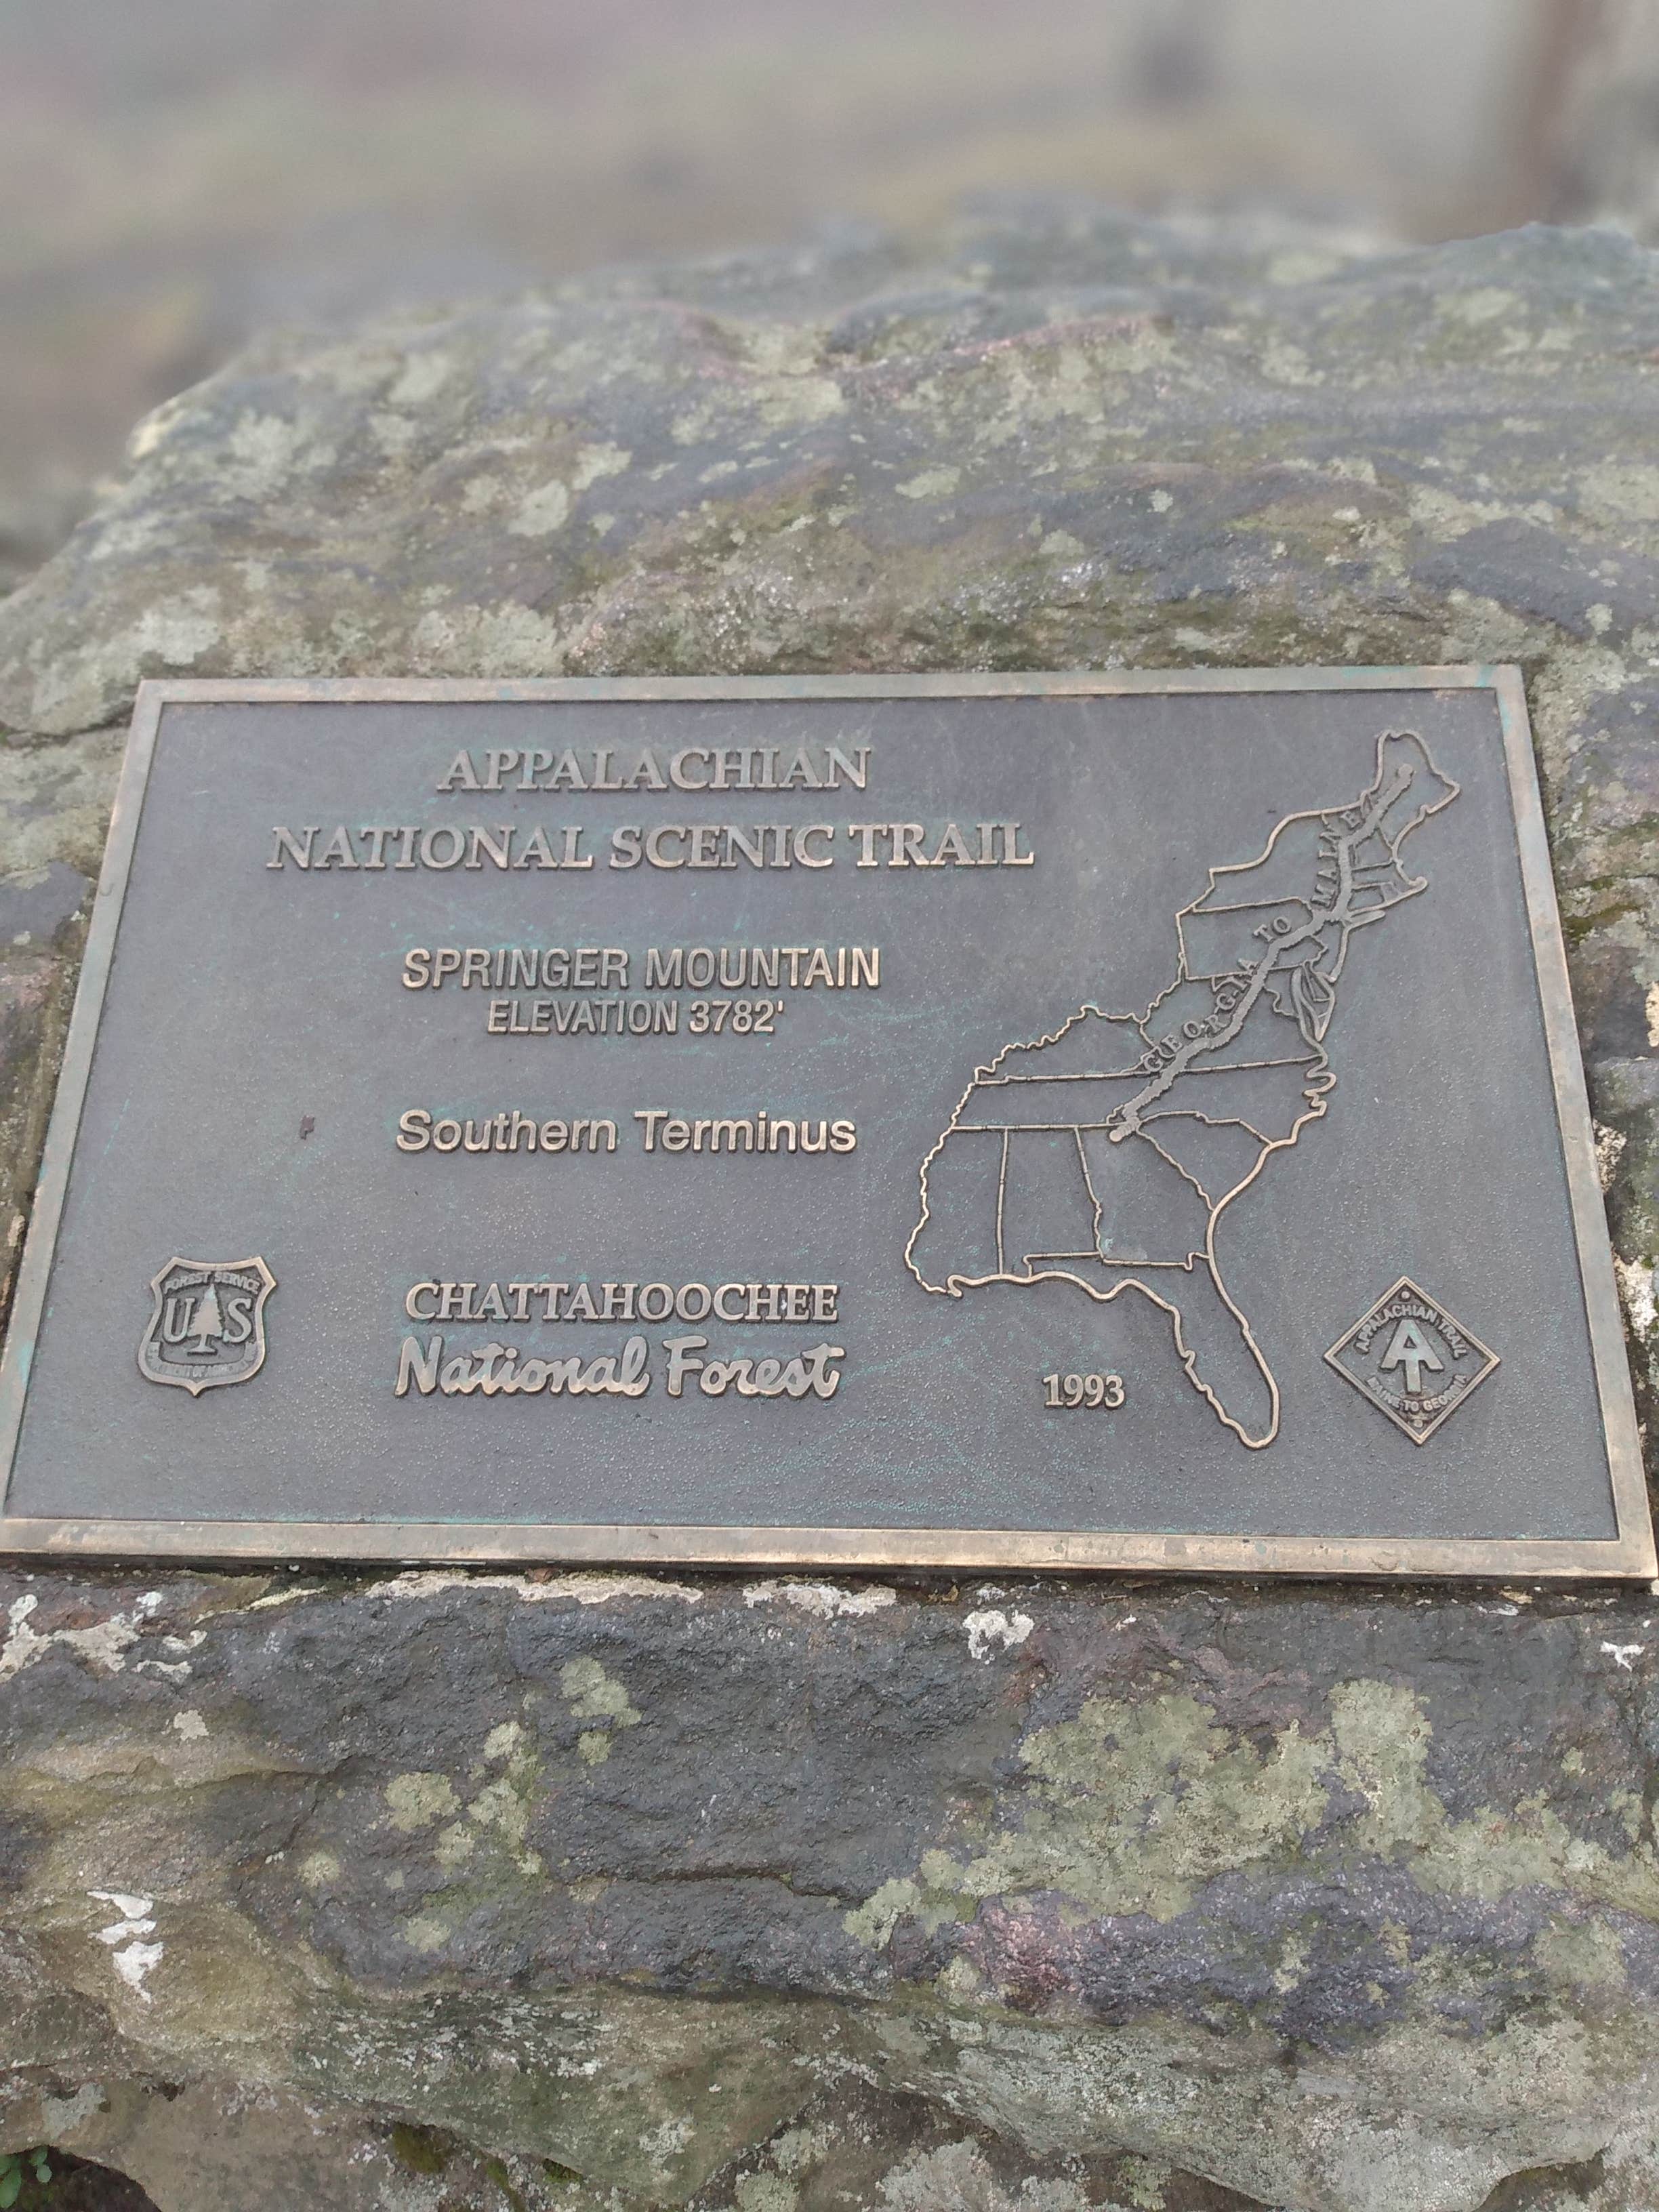 APPALACHIAN
NATIONAL SCENIC TRAIL
SPRINGER MOUNTAIN
ELEVATION 3782'
Southern Terminus
CHATTAHOOCHEE
National Forest
1993
GEORGIA TO MAINE
FOREST SERVICE
U S
APPALACHIAN TRAIL
AT
MAINE TO GEORGIA